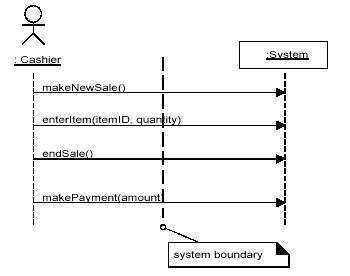 : Cashier
:System
makeNewSale()
enterItem(itemID, quantity)
endSale()
makePayment(amount)
system boundary